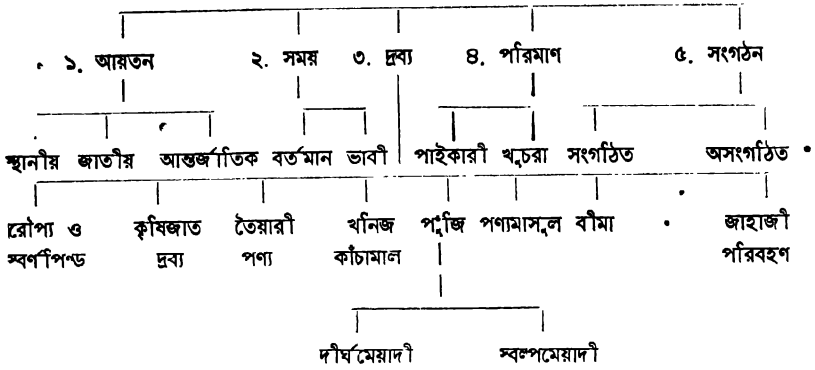 ১. আয়তন ২. সময় ৩. দ্রব্য ৪. পরিমাণ ৫. সংগঠন
স্থানীয় জাতীয় আন্তর্জাতিক বর্তমান ভাবী পাইকারী খুচরা সংগঠিত অসংগঠিত
রৌপ্য ও কৃষিজাত তৈয়ারী খনিজ পুঁজি পণ্যমাসুল বীমা জাহাজী
স্বর্ণপিন্ড দ্রব্য পণ্য কাঁচামাল পরিবহণ
দীর্ঘমেয়াদী স্বল্পমেয়াদী